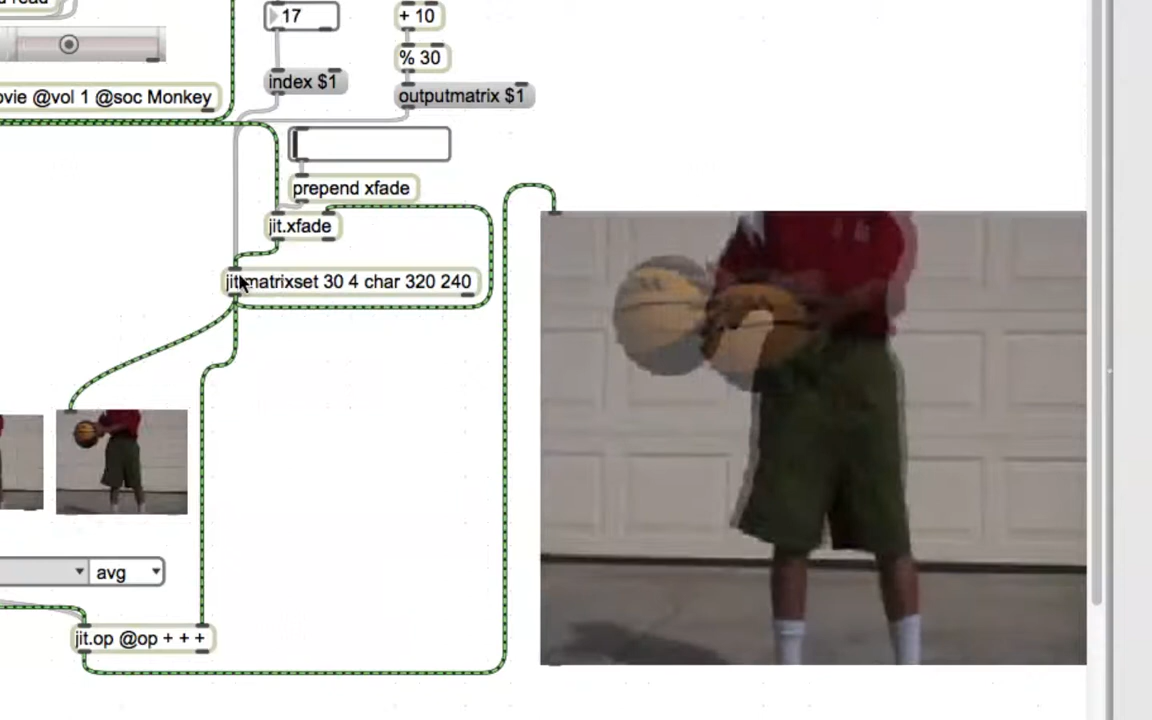 read
17
+ 10
% 30
index $1
outputmatrix $1
ovie @vol 1 @soc Monkey
prepend xfade
jit.xfade
jit.matrixset 30 4 char 320 240
avg
jit.op @op + + +